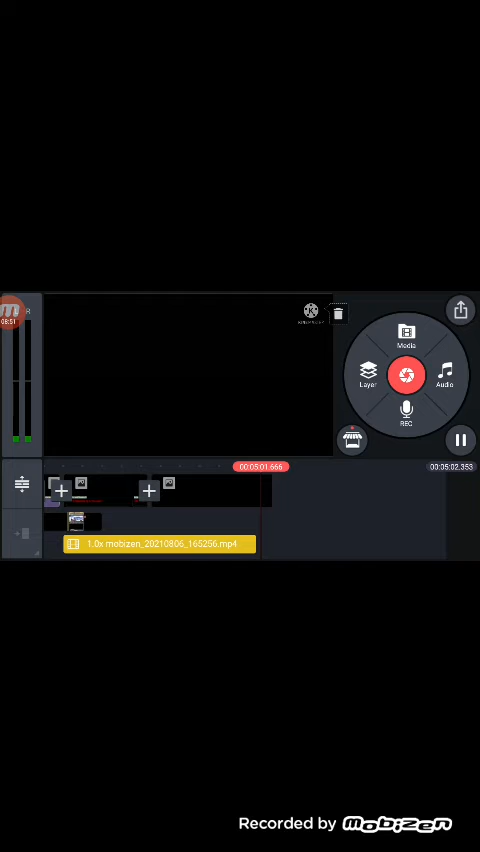 R
08:51
KINEMASTER
Media
Layer
Audio
REC
00:05:01.666
00:05:02.353
1.0x mobizen_20210806_165256.mp4
Recorded by mobizen